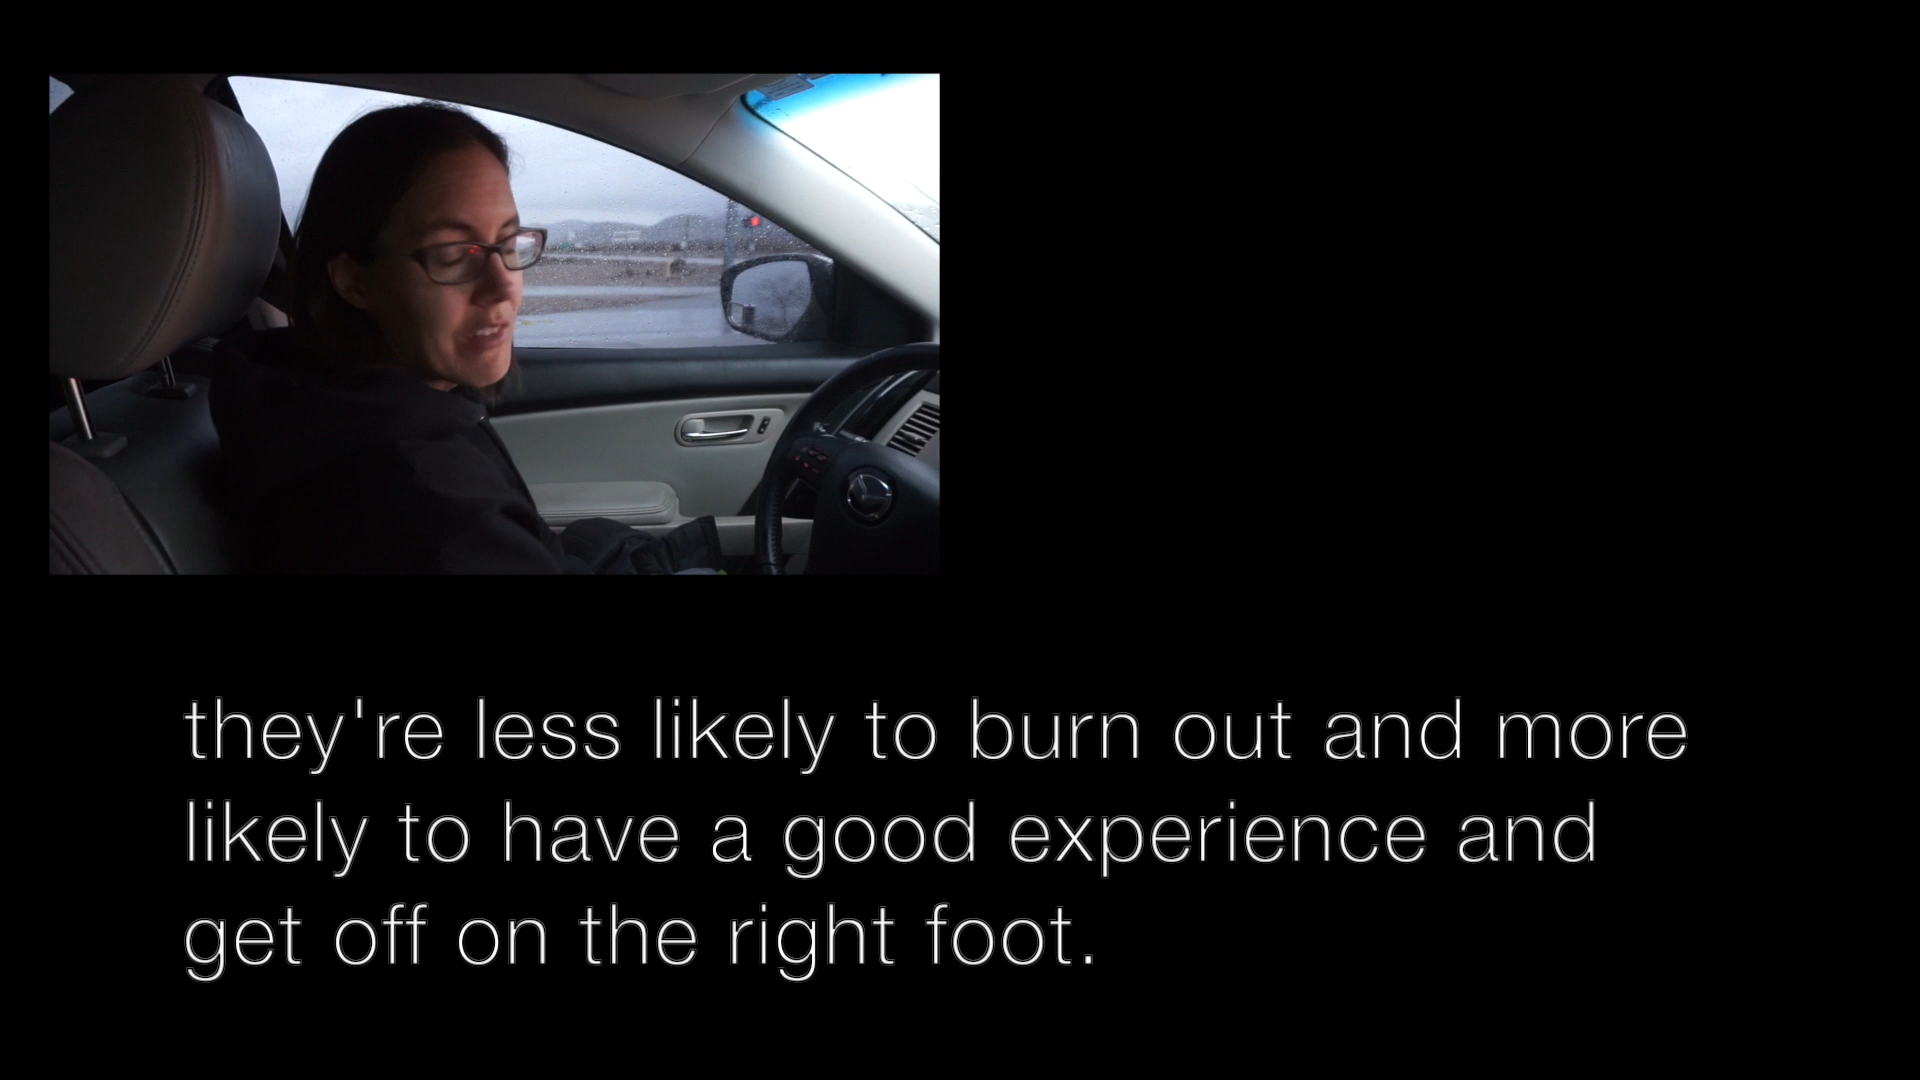 they're less likely to burn out and more
likely to have a good experience and
get off on the right foot.